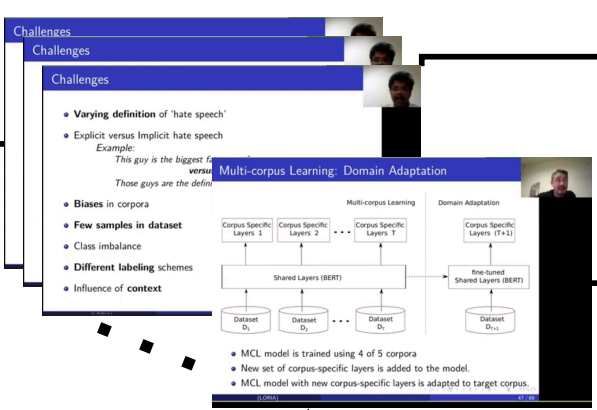 Challenges
Challenges
Challenges
Varying definition of 'hate speech'
Explicit versus Implicit hate speech
Example:
This guy is the biggest
versus
Those guys are the
Biases in corpora
Few samples in dataset
Class imbalance
Different labeling schemes
Influence of context
Multi-corpus Learning: Domain Adaptation
Multi-corpus Learning Domain Adaptation
Corpus Specific Layers 1
Corpus Specific Layers 2
Corpus Specific Layers T
Corpus Specific Layers (T+1)
Shared Layers (BERT)
fine-tuned Shared Layers (BERT)
Dataset D1
Dataset D2
Dataset DT
Dataset DT+1
MCL model is trained using 4 of 5 corpora
New set of corpus-specific layers is added to the model.
MCL model with new corpus-specific layers is adapted to target corpus.
(LORIA) 47 / 69